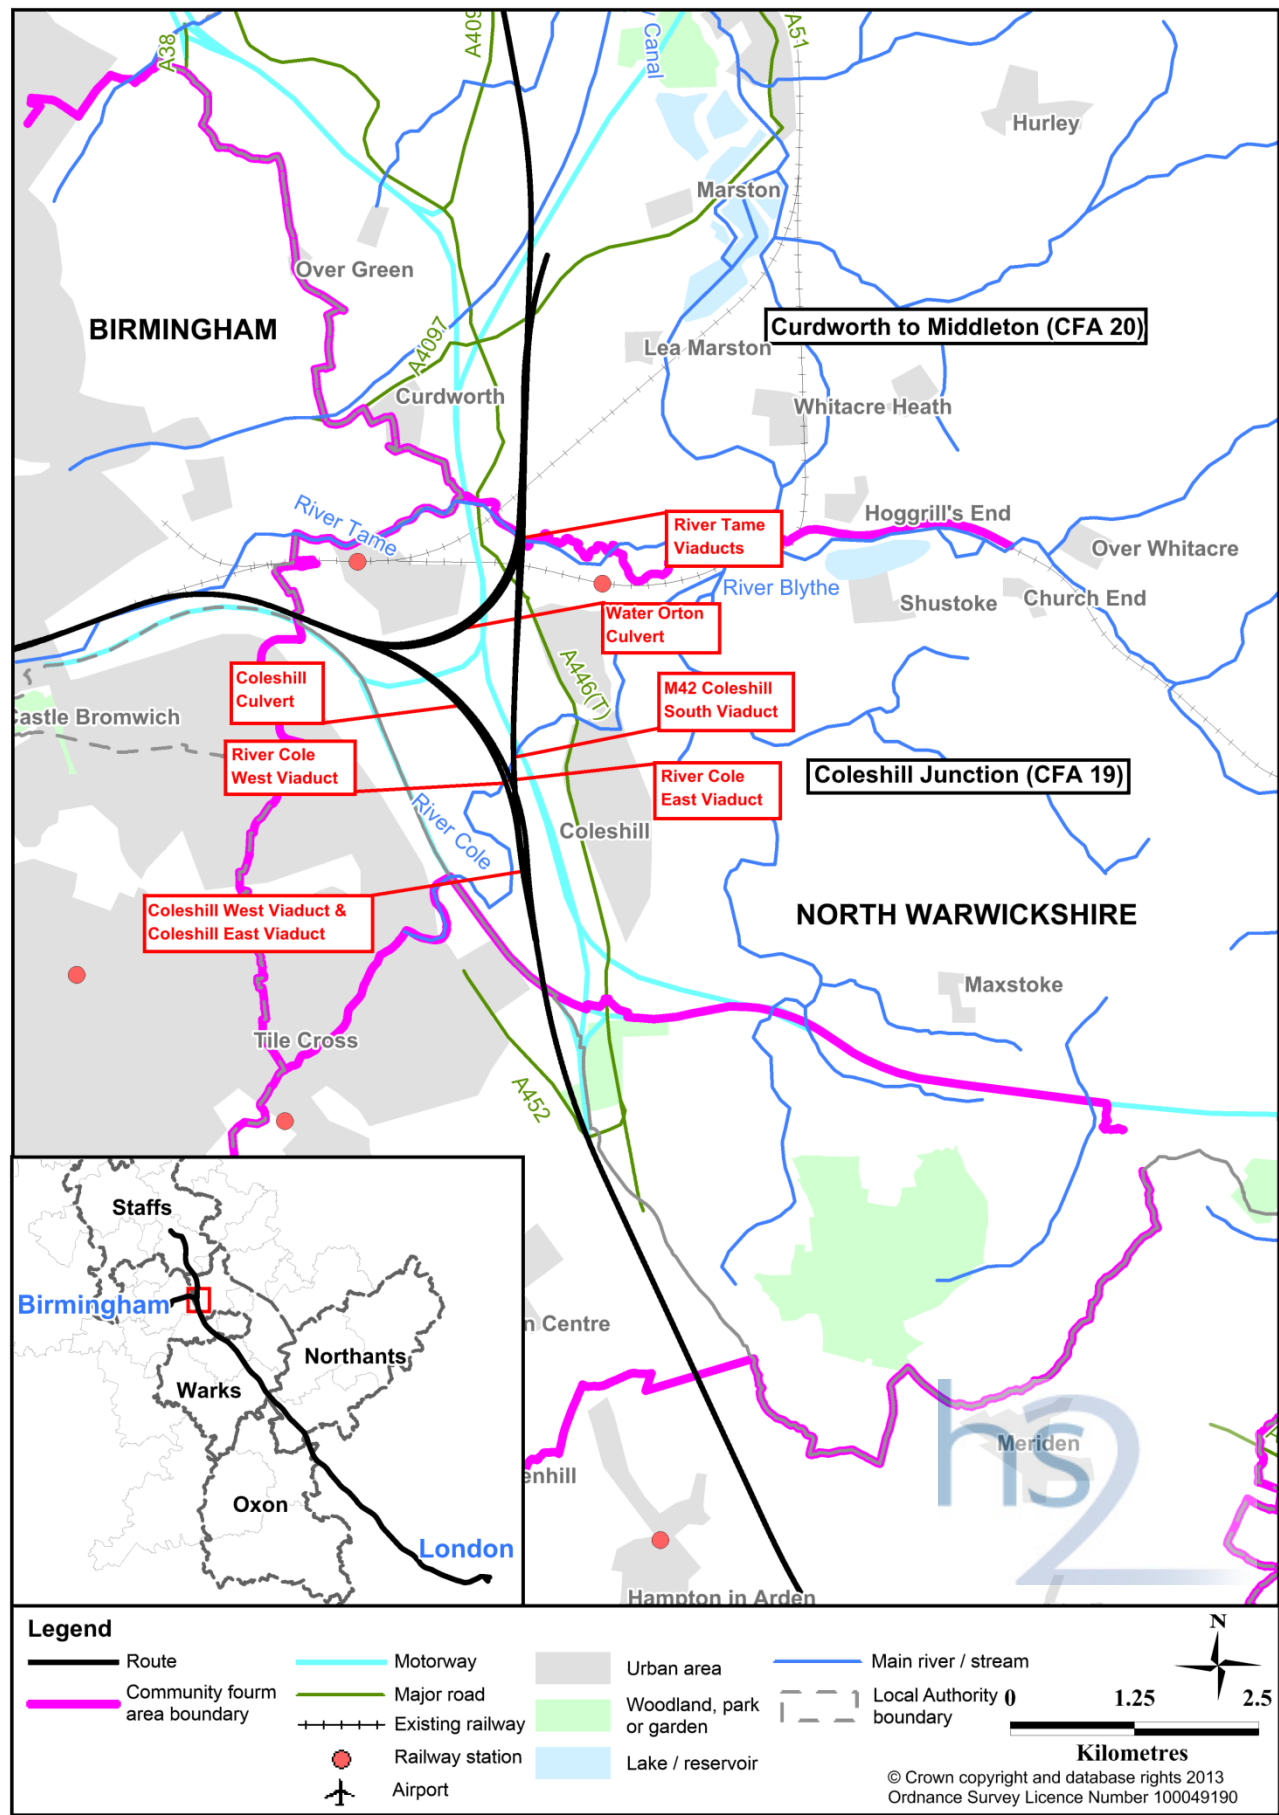 A38
A409
Canal
A51
Hurley
Marston
Over Green
BIRMINGHAM
Curdworth to Middleton (CFA 20)
A4097
Lea Marston
Curdworth
Whitacre Heath
River Tame
River Tame
Viaducts
Hoggrill's End
Over Whitacre
River Blythe
Shustoke
Church End
Water Orton
Culvert
A446(T)
Coleshill
Culvert
M42 Coleshill
South Viaduct
Castle Bromwich
River Cole
West Viaduct
River Cole
East Viaduct
Coleshill Junction (CFA 19)
River Cole
Coleshill
Coleshill West Viaduct &
Coleshill East Viaduct
NORTH WARWICKSHIRE
Maxstoke
Tile Cross
A452
Staffs
Birmingham
n Centre
Northants
Warks
hs2
Meriden
A
enhill
Oxon
London
Hampton in Arden
Legend
Route
Community fourm
area boundary
Motorway
Major road
Existing railway
Railway station
Airport
Urban area
Woodland, park
or garden
Lake / reservoir
Main river / stream
Local Authority
boundary
N
0 1.25 2.5
Kilometres
© Crown copyright and database rights 2013
Ordnance Survey Licence Number 100049190